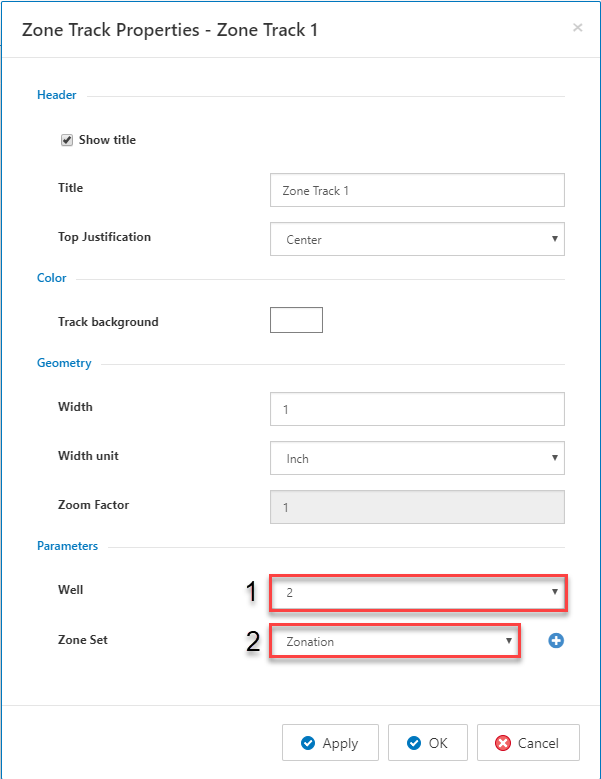 Zone Track Properties - Zone Track 1
×
Header
Show title
Title
Zone Track 1
Top Justification
Center
Color
Track background
Geometry
Width
1
Width unit
Inch
Zoom Factor
1
Parameters
Well
1
2
Zone Set
2
Zonation
Apply
OK
Cancel